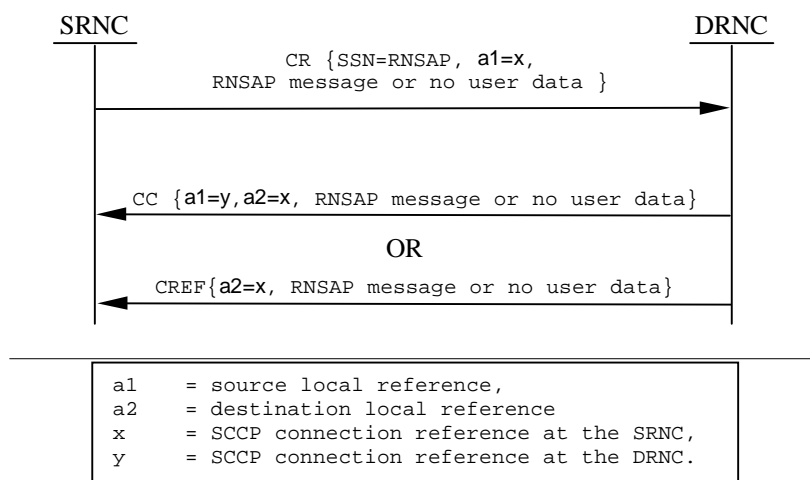 SRNC
DRNC
CR {SSN=RNSAP, a1=x,
RNSAP message or no user data }
CC {a1=y,a2=x, RNSAP message or no user data}
OR
CREF{a2=x, RNSAP message or no user data}
a1 = source local reference,
a2 = destination local reference
x = SCCP connection reference at the SRNC,
y = SCCP connection reference at the DRNC.